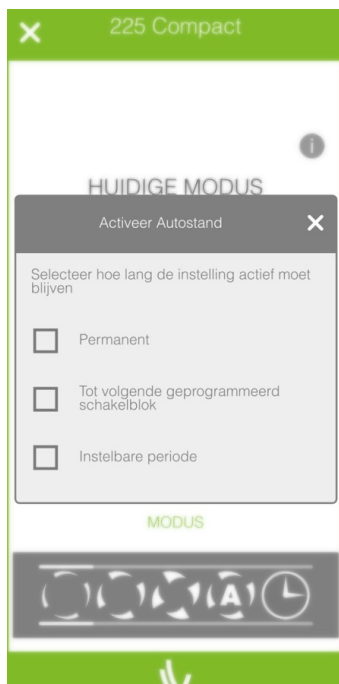 225 Compact
i
HUIDIGE MODUS
Activeer Autostand
Selecteer hoe lang de instelling actief moet
blijven
Permanent
Tot volgende geprogrammeerd
schakelblok
Instelbare periode
MODUS
A